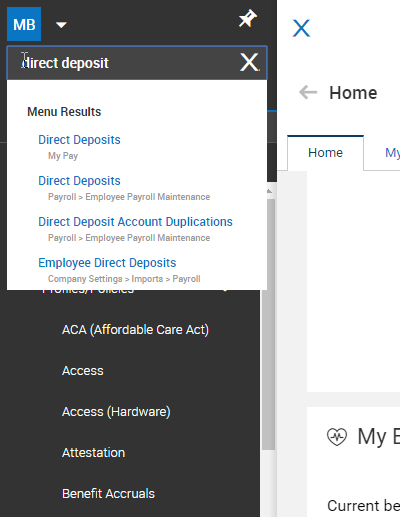 MB
direct deposit
Menu Results
Direct Deposits
My Pay
Direct Deposits
Payroll > Employee Payroll Maintenance
Direct Deposit Account Duplications
Payroll > Employee Payroll Maintenance
Employee Direct Deposits
Company Settings > Imports > Payroll
Profiles/Policies
ACA (Affordable Care Act)
Access
Access (Hardware)
Attestation
Benefit Accruals
Home
Home
My
My
Current be